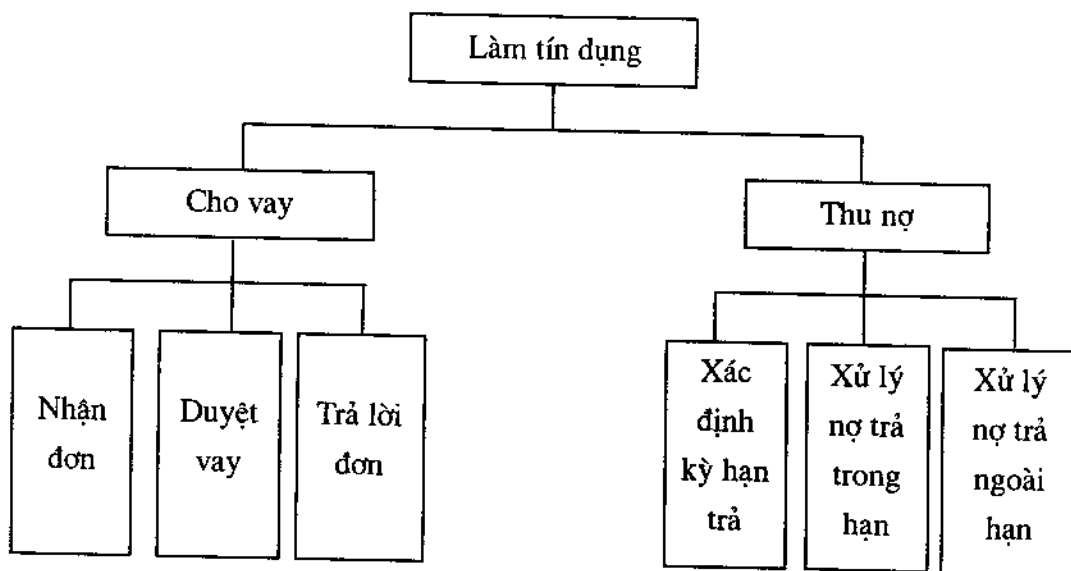 Làm tín dụng
Cho vay
Thu nợ
Nhận
đơn
Duyệt
vay
Trả lời
đơn
Xác
định
kỳ hạn
trả
Xử lý
nợ trả
trong
hạn
Xử lý
nợ trả
ngoài
hạn